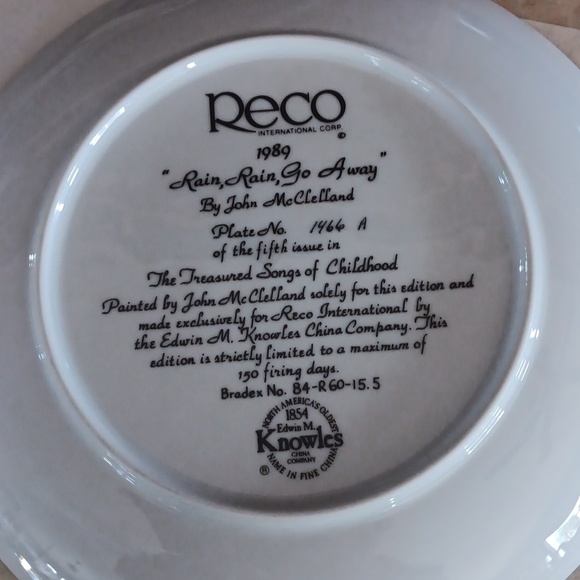 Reco
INTERNATIONAL CORP. ©
1989
"Rain, Rain, Go Away"
By John McClelland
Plate No. 1466 A
of the fifth issue in
The Treasured Songs of Childhood
Painted by John McClelland solely for this edition and
made exclusively for Reco International by
the Edwin M. Knowles China Company. This
edition is strictly limited to a maximum of
150 firing days.
Bradex No. 84-R60-15.5
NORTH AMERICA'S OLDEST
1854
Edwin M.
Knowles
CHINA
COMPANY
® NAME IN FINE CHINA